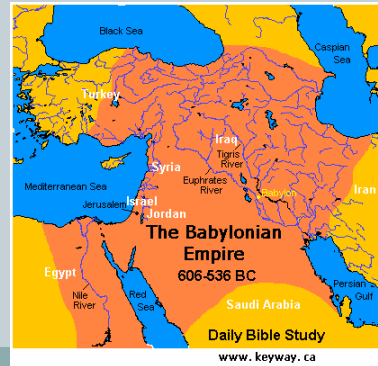 Black Sea
Caspian
Sea
Turkey
Iraq
Tigris
River
Syria
Euphrates
River
Mediterranean Sea
Babylon
Iran
Israel
Jerusalem
Jordan
The Babylonian
Empire
606-536 BC
Egypt
Nile
River
Red
Sea
Persian
Gulf
Saudi Arabia
Daily Bible Study
www.keyway.ca